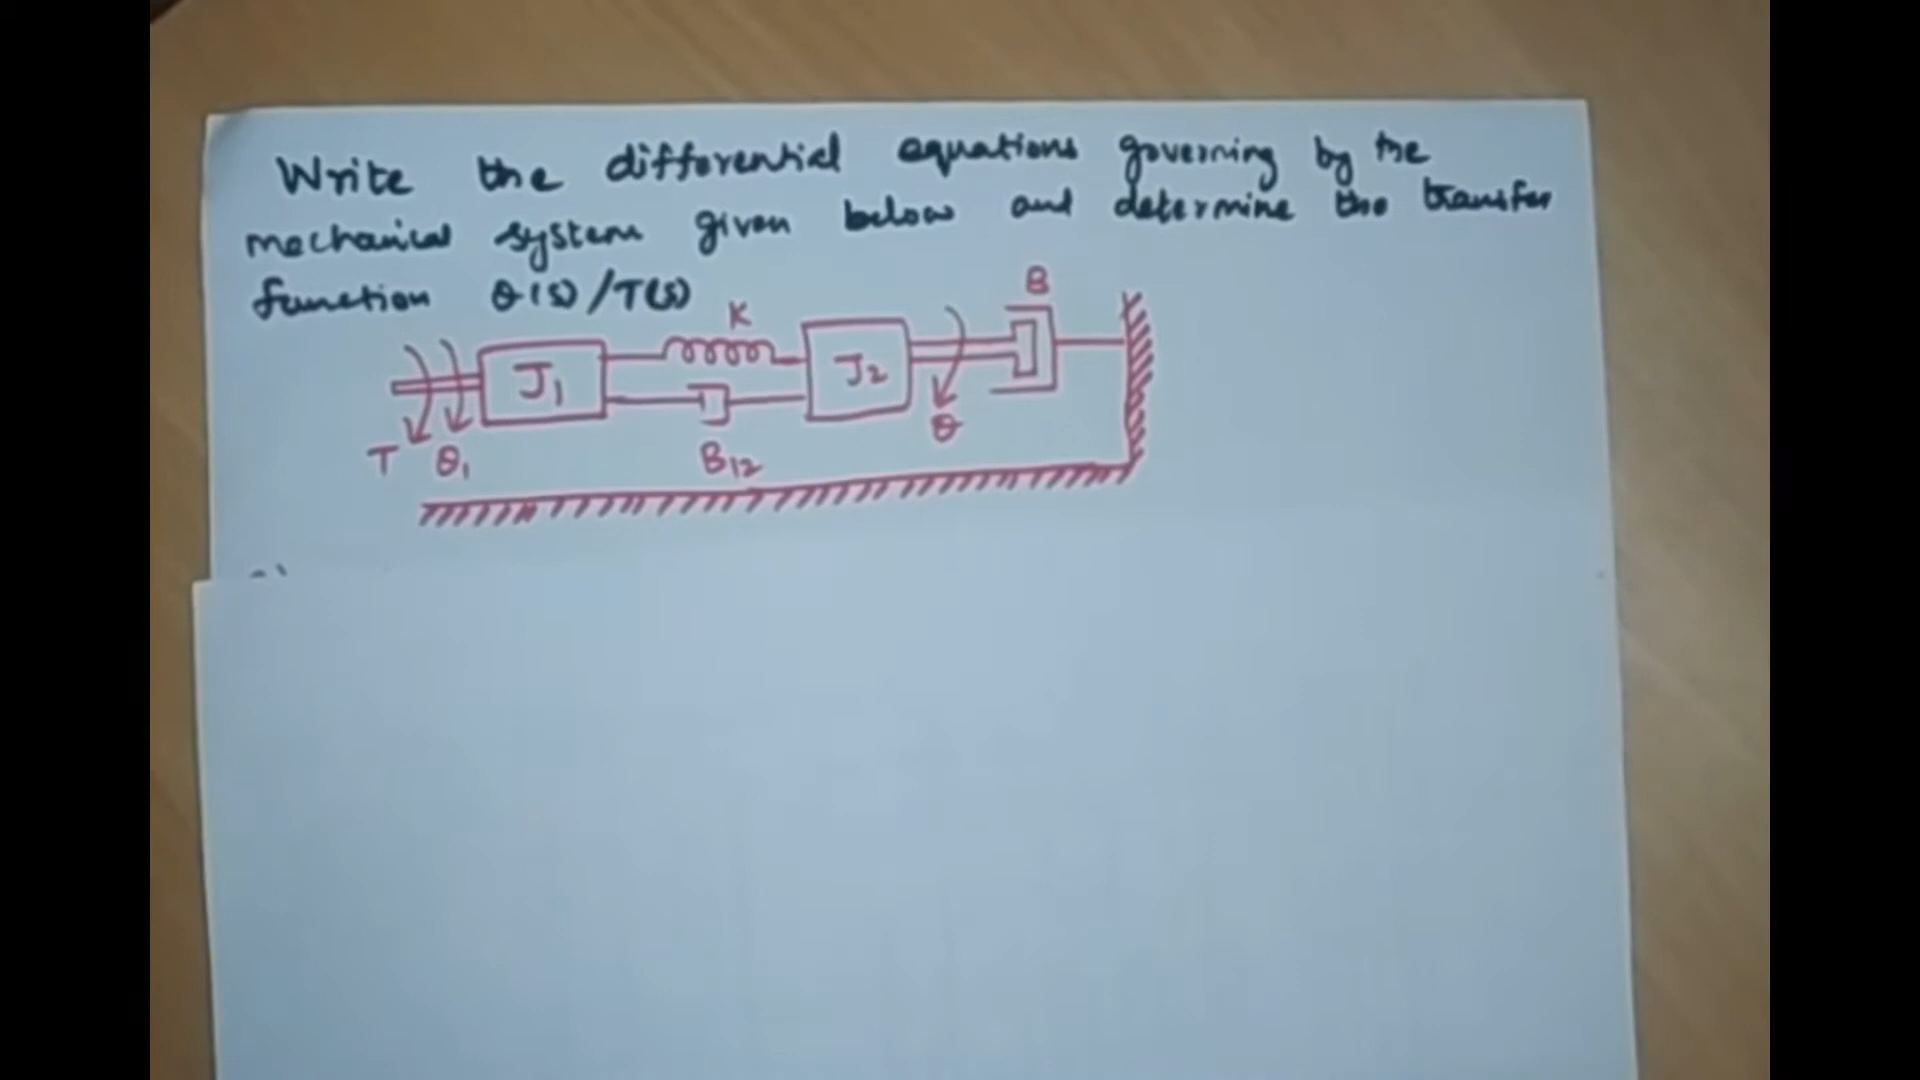 Write the differential equations governing by the
mechanical system given below and determine the transfer
function θ(s)/T(s)
K
B
J₁
J₂
T
θ₁
B₁₂
θ